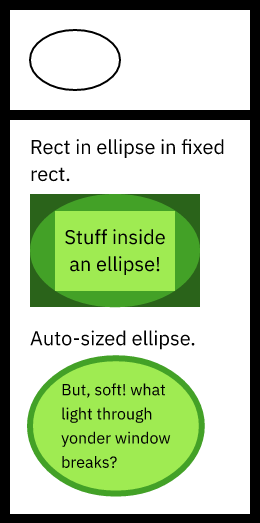 Rect in ellipse in fixed
rect.
Stuff inside
an ellipse!
Auto-sized ellipse.
But, soft! what
light through
yonder window
breaks?